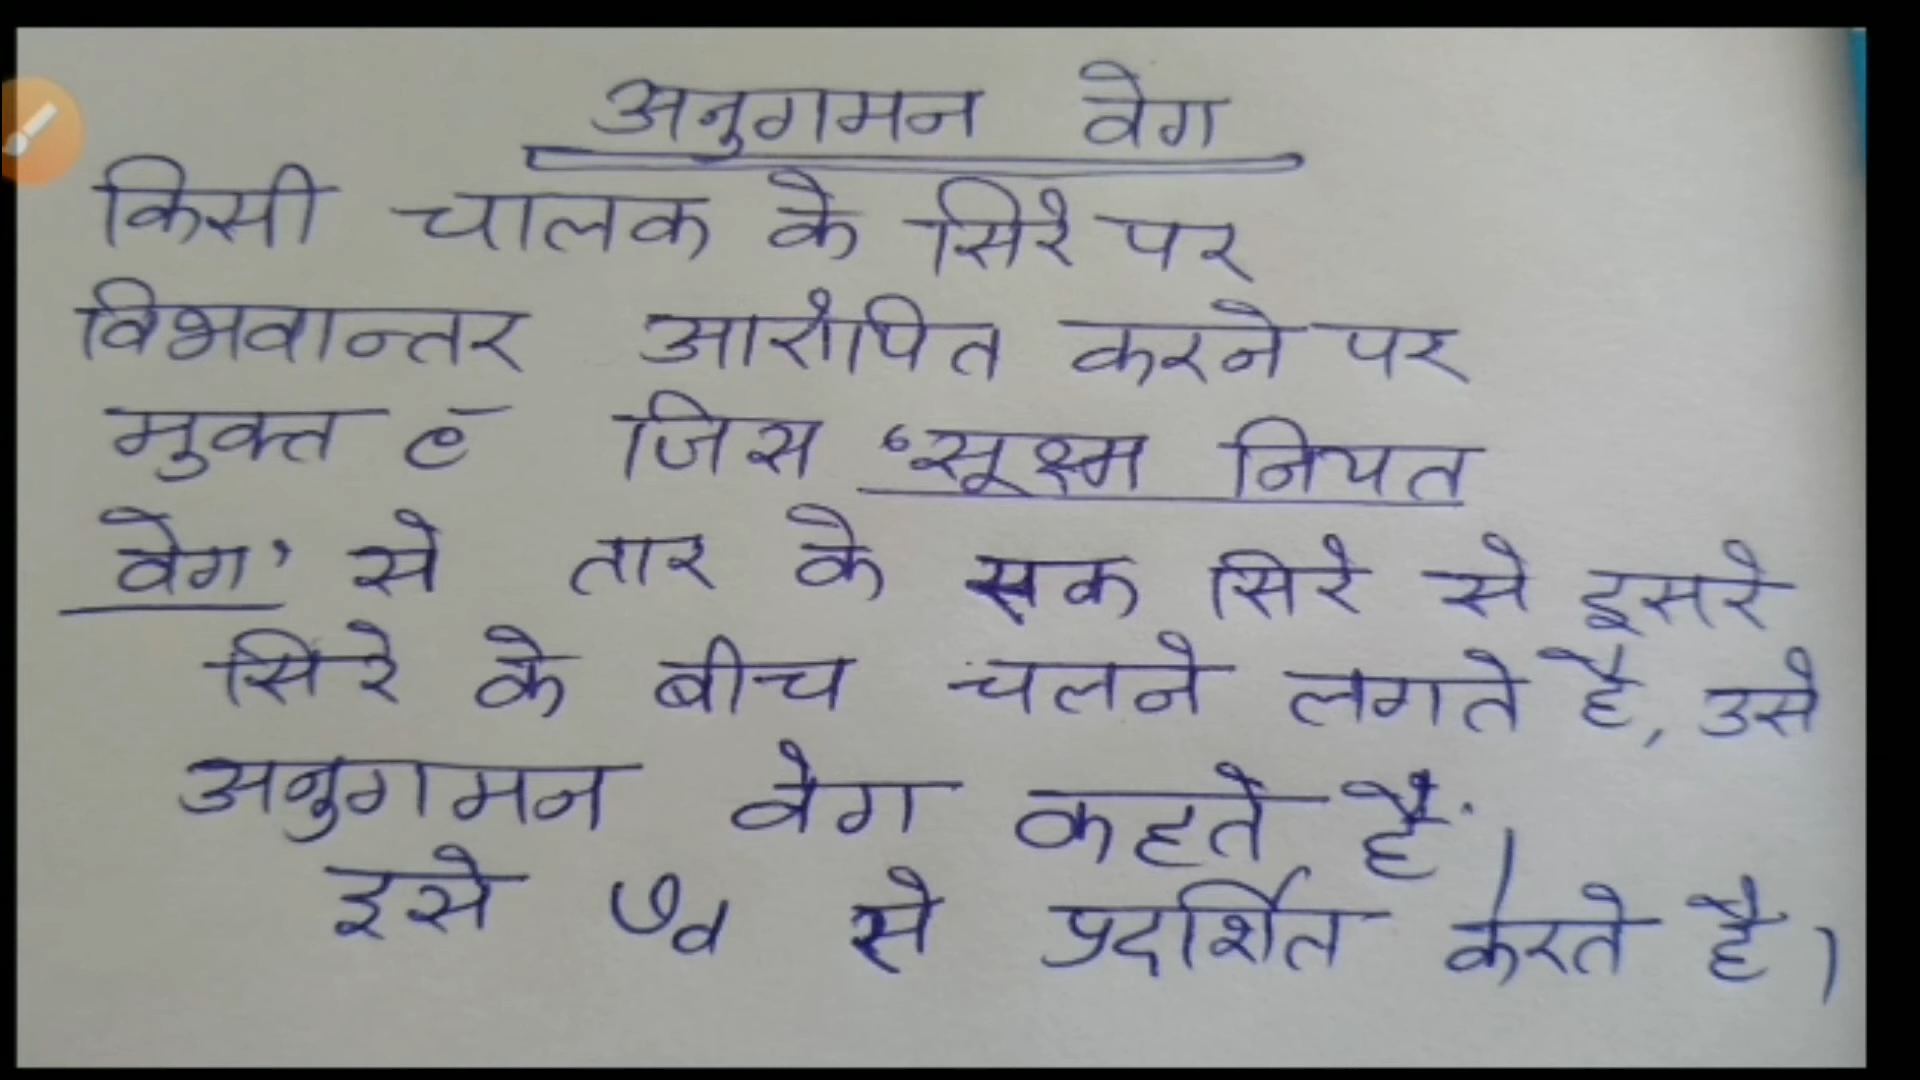 अनुगमन वेग
किसी चालक के सिरे पर
विभवान्तर आरोपित करने पर
मुक्त e⁻ जिस ‘सूक्ष्म नियत
वेग’ से तार के एक सिरे से दूसरे
सिरे के बीच चलने लगते है, उसे
अनुगमन वेग कहते हैं।
इसे υd से प्रदर्शित करते है।